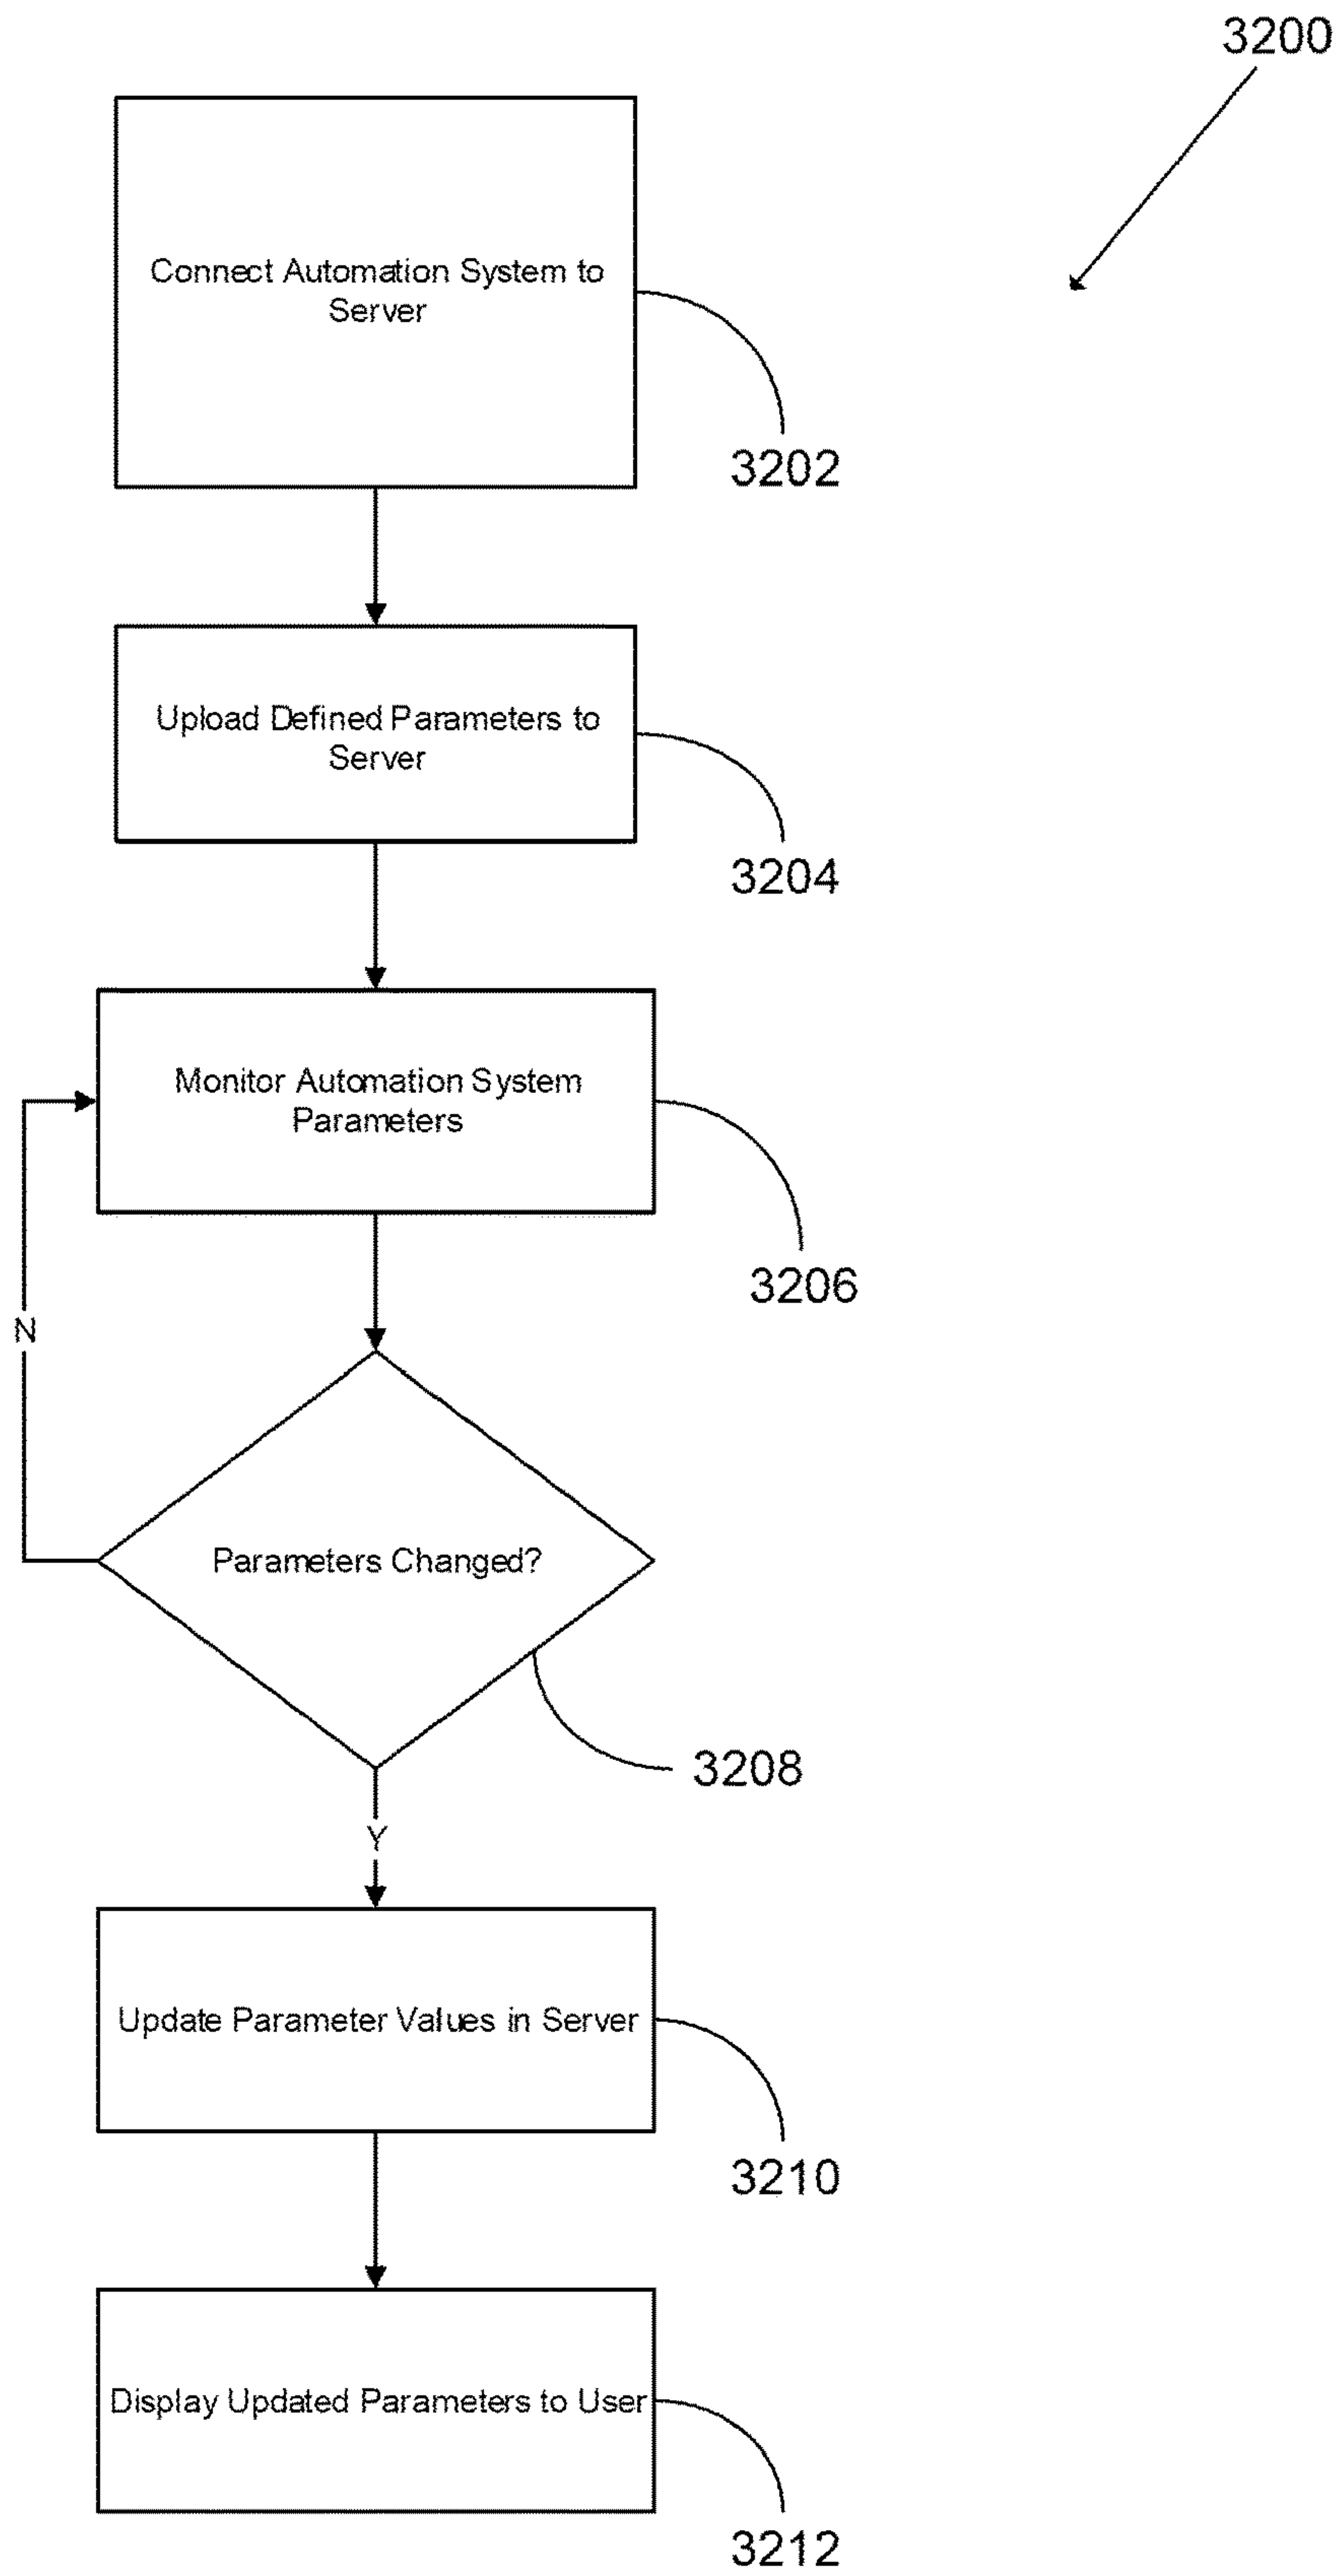 3200
Connect Automation System to
Server
3202
Upload Defined Parameters to
Server
3204
Monitor Automation System
Parameters
3206
N
Parameters Changed?
3208
Y
Update Parameter Values in Server
3210
Display Updated Parameters to User
3212